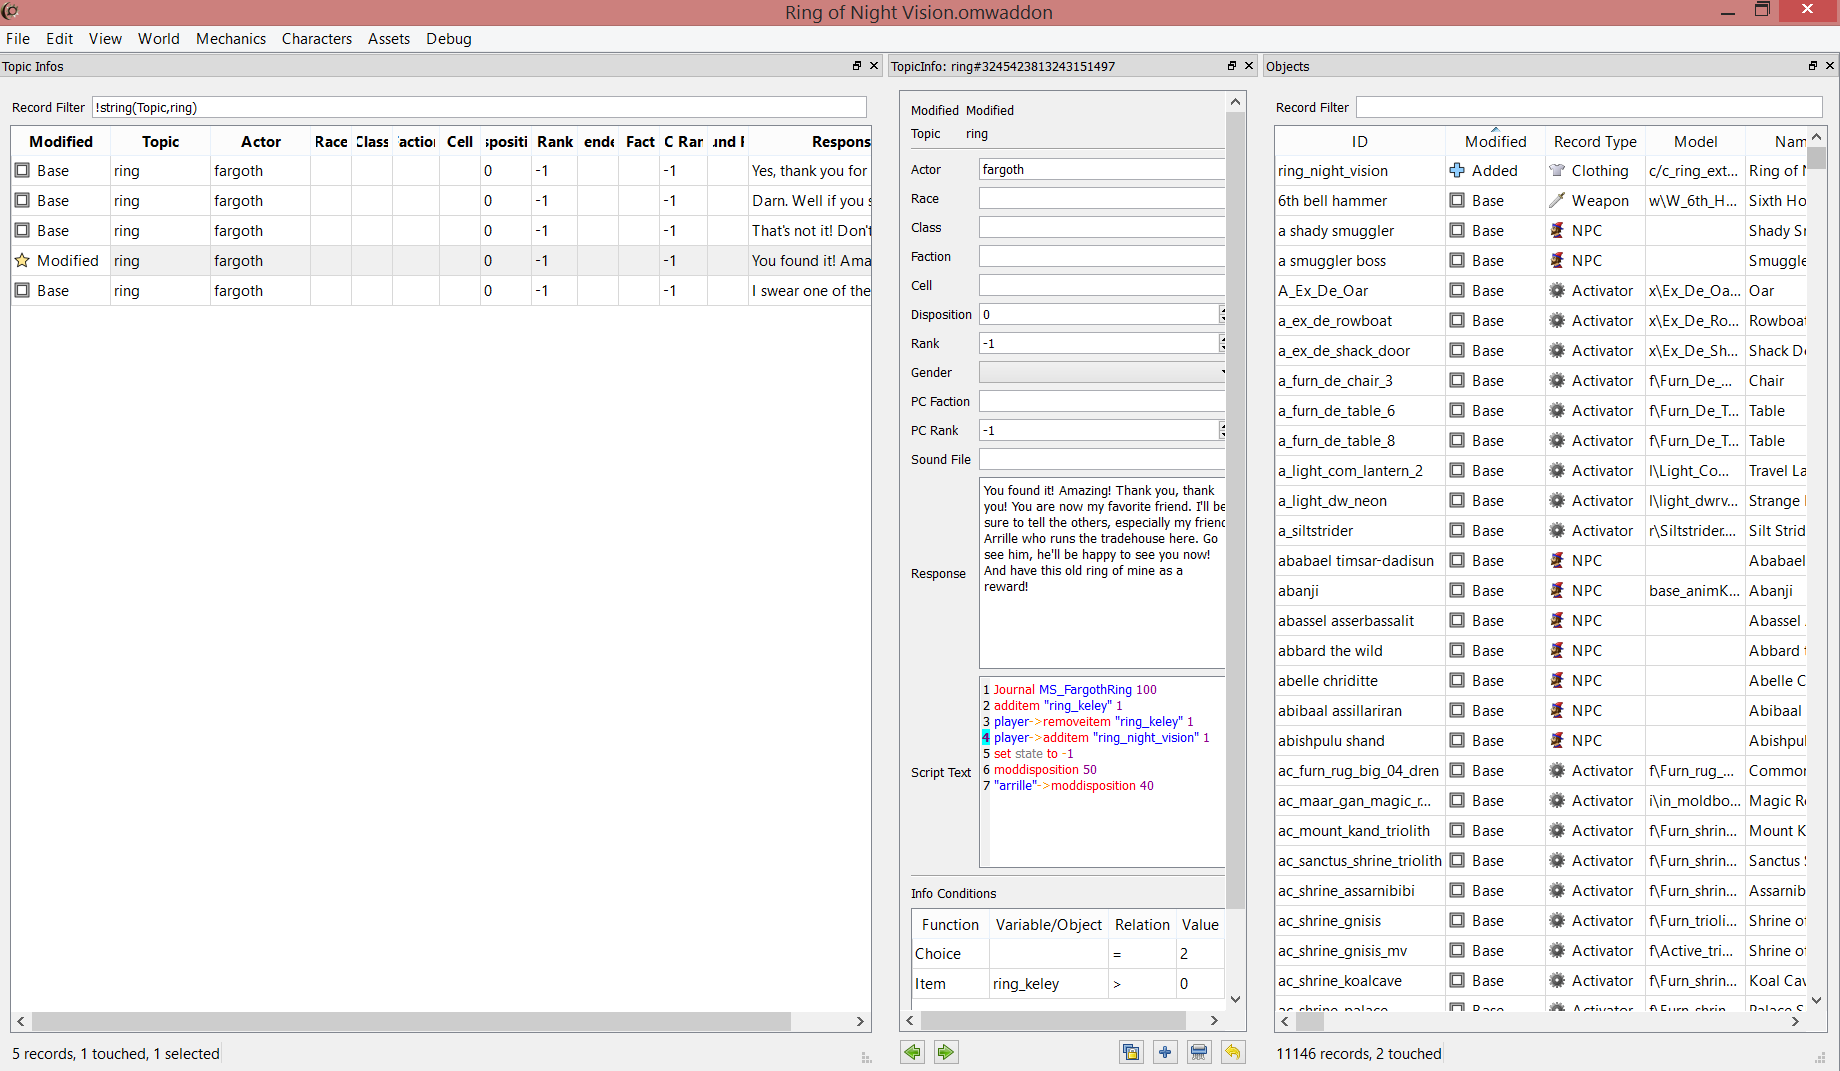 Ring of Night Vision.omwaddon
File Edit View World Mechanics Characters Assets Debug
Topic Infos
Record Filter !string(Topic,ring)
Modified Topic Actor Race Class Cell Rank Fact Respons
Base ring fargoth 0 -1 -1 Yes, thank you for
Base ring fargoth 0 -1 -1 Darn. Well if you s
Base ring fargoth 0 -1 -1 That's not it! Don't
Modified ring fargoth 0 -1 -1 You found it! Ama
Base ring fargoth 0 -1 -1 I swear one of the
5 records, 1 touched, 1 selected
TopicInfo: ring#3245423813243151497
Modified Modified
Topic ring
Actor fargoth
Race
Class
Faction
Cell
Disposition 0
Rank -1
Gender
PC Faction
PC Rank -1
Sound File
Response
You found it! Amazing! Thank you, thank
you! You are now my favorite friend. I'll be
sure to tell the others, especially my frienc
Arrille who runs the tradehouse here. Go
see him, he'll be happy to see you now!
And have this old ring of mine as a
reward!
Script Text
1 Journal MS_FargothRing 100
2 additem "ring_keley" 1
3 player->removeitem "ring_keley" 1
4 player->additem "ring_night_vision" 1
5 set state to -1
6 moddisposition 50
7 "arrille"->moddisposition 40
Info Conditions
Function Variable/Object Relation Value
Choice = 2
Item ring_keley > 0
Objects
Record Filter
ID Modified Record Type Model Nam
ring_night_vision Added Clothing c/c_ring_ext... Ring of N
6th bell hammer Base Weapon w\W_6th_H... Sixth Ho
a shady smuggler Base NPC Shady Sr
a smuggler boss Base NPC Smuggle
A_Ex_De_Oar Base Activator x\Ex_De_Oa... Oar
a_ex_de_rowboat Base Activator x\Ex_De_Ro... Rowboat
a_ex_de_shack_door Base Activator x\Ex_De_Sh... Shack D
a_furn_de_chair_3 Base Activator f\Furn_De_... Chair
a_furn_de_table_6 Base Activator f\Furn_De_T... Table
a_furn_de_table_8 Base Activator f\Furn_De_T... Table
a_light_com_lantern_2 Base Activator l\Light_Co... Travel La
a_light_dw_neon Base Activator l\light_dwrv... Strange
a_siltstrider Base Activator r\Siltstrider... Silt Strid
ababael timsar-dadisun Base NPC Ababael
abanji Base NPC base_animK... Abanji
abassel asserbassalit Base NPC Abassel
abbard the wild Base NPC Abbard
abelle chriditte Base NPC Abelle C
abibaal assillariran Base NPC Abibaal
abishpulu shand Base NPC Abishpul
ac_furn_rug_big_04_dren Base Activator f\Furn_rug_... Common
ac_maar_gan_magic_r... Base Activator i\in_moldbo... Magic Ro
ac_mount_kand_triolith Base Activator f\Furn_shrin... Mount K
ac_sanctus_shrine_triolith Base Activator f\Furn_shrin... Sanctus S
ac_shrine_assarnibibi Base Activator f\Furn_shrin... Assarnib
ac_shrine_gnisis Base Activator f\Furn_trioli... Shrine of
ac_shrine_gnisis_mv Base Activator f\Active_tri... Shrine of
ac_shrine_koalcave Base Activator f\Furn_shrin... Koal Cav
ac_shrine_palace Base Activator f\Furn_shrin... Palace S
11146 records, 2 touched